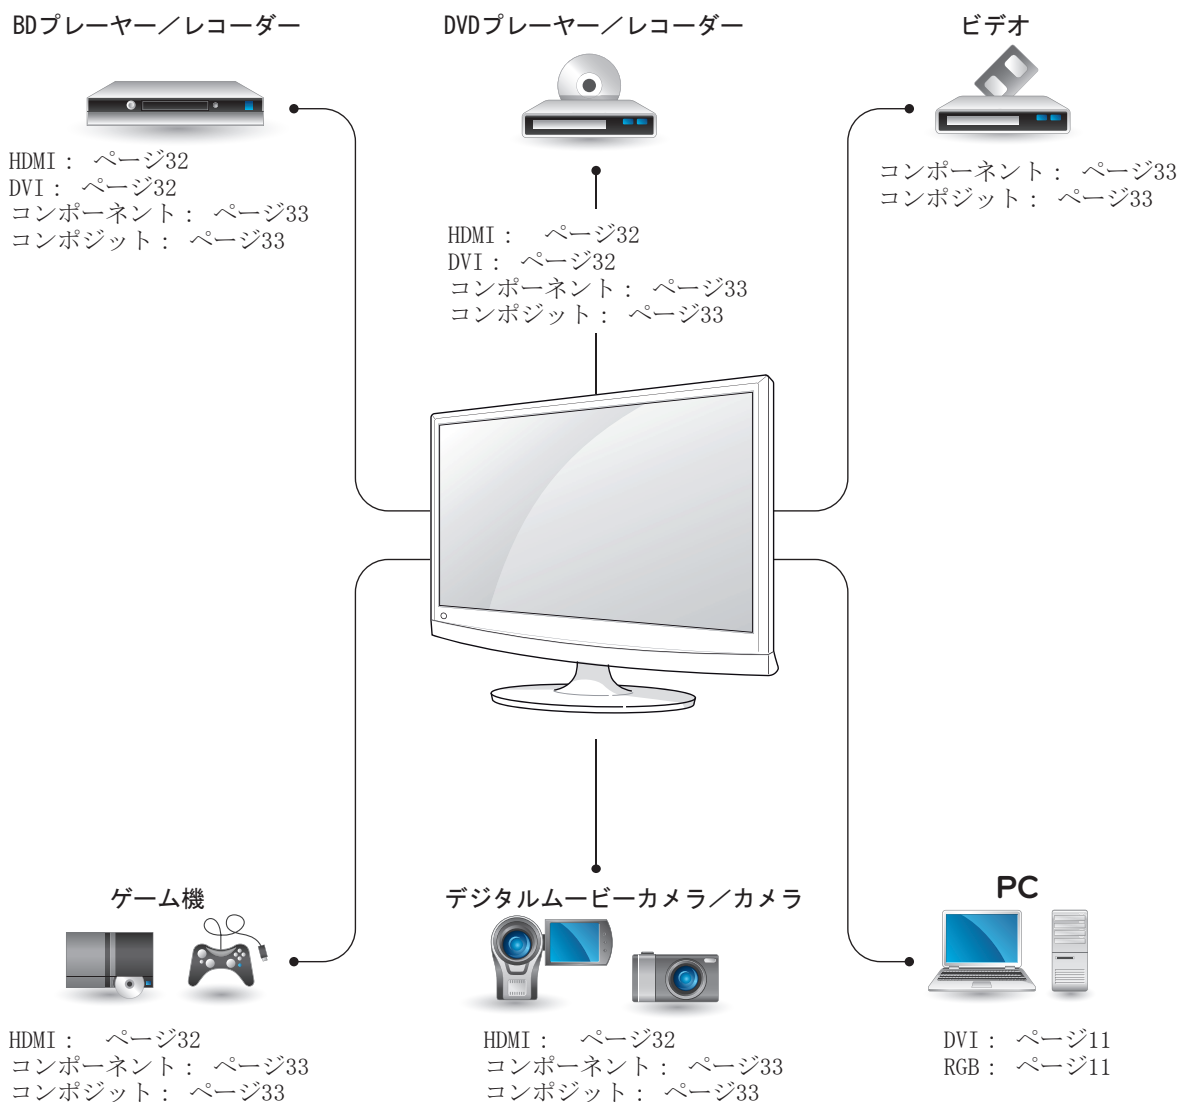 BDプレーヤー／レコーダー
HDMI： ページ32
DVI： ページ32
コンポーネント： ページ33
コンポジット： ページ33
DVDプレーヤー／レコーダー
HDMI： ページ32
DVI： ページ32
コンポーネント： ページ33
コンポジット： ページ33
ビデオ
コンポーネント： ページ33
コンポジット： ページ33
ゲーム機
HDMI： ページ32
コンポーネント： ページ33
コンポジット： ページ33
デジタルムービーカメラ／カメラ
HDMI： ページ32
コンポーネント： ページ33
コンポジット： ページ33
PC
DVI： ページ11
RGB： ページ11